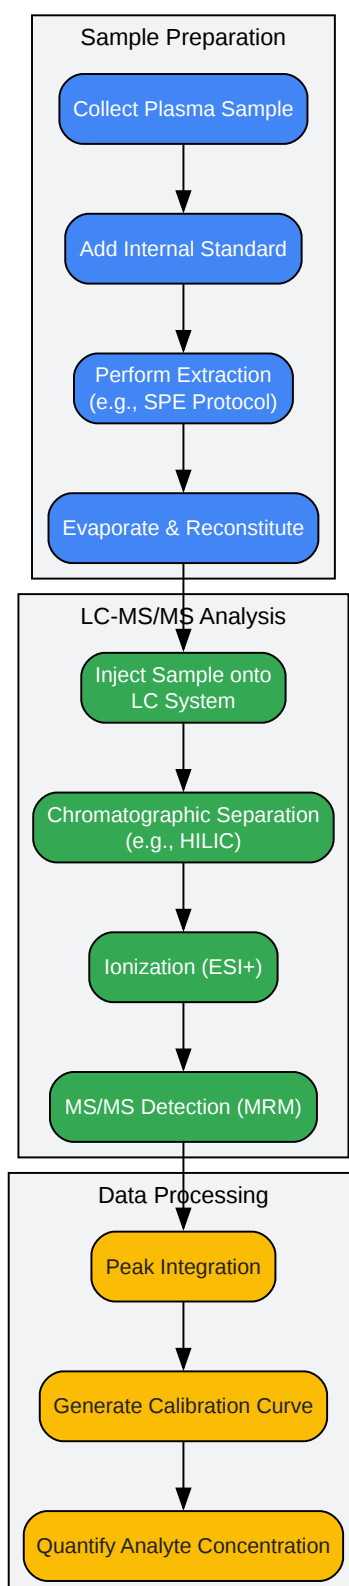 Sample Preparation
Collect Plasma Sample
Add Internal Standard
Perform Extraction
(e.g., SPE Protocol)
Evaporate & Reconstitute
LC-MS/MS Analysis
Inject Sample onto
LC System
Chromatographic Separation
(e.g., HILIC)
Ionization (ESI+)
MS/MS Detection (MRM)
Data Processing
Peak Integration
Generate Calibration Curve
Quantify Analyte Concentration